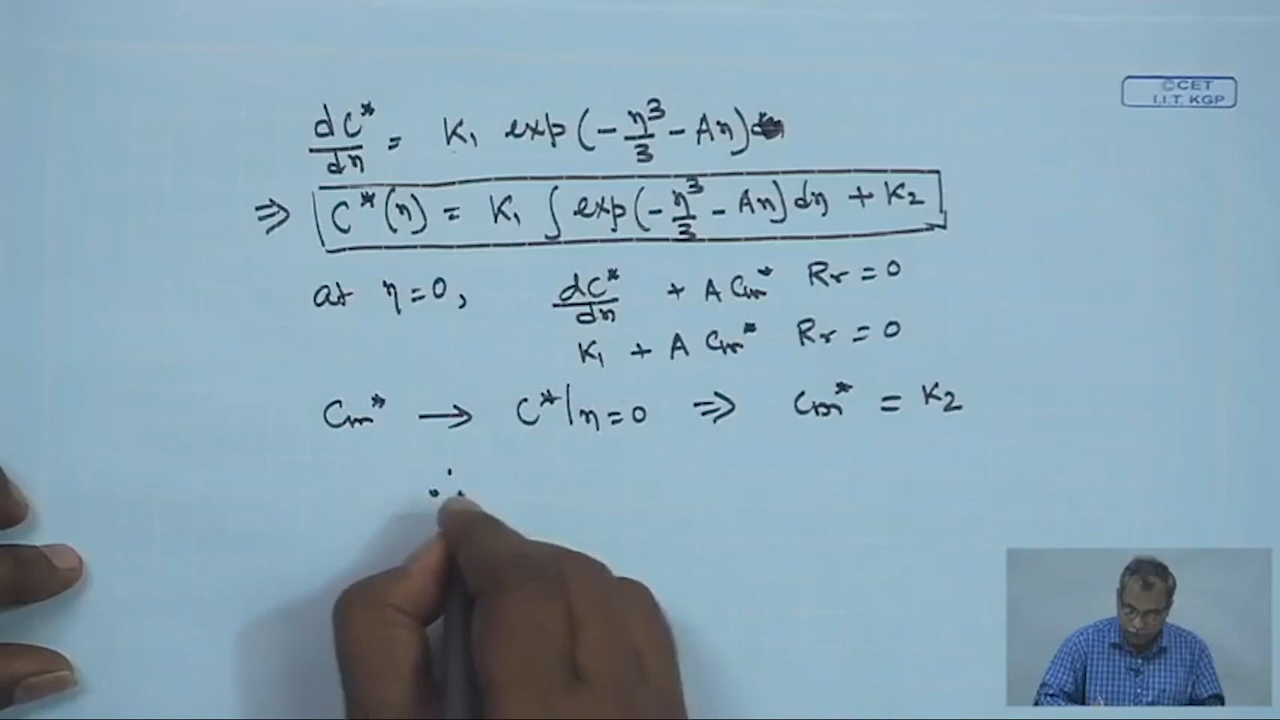 ©CET
I.I.T. KGP
dC*/dη = K₁ exp(-η³/3 - Aη)
⇒ C*(η) = K₁ ∫ exp(-η³/3 - Aη) dη + K₂
at η=0, dC*/dη + A Cm* Rr = 0
K₁ + A Cm* Rr = 0
Cm* → C*|η=0 ⇒ Cm* = K₂
∴